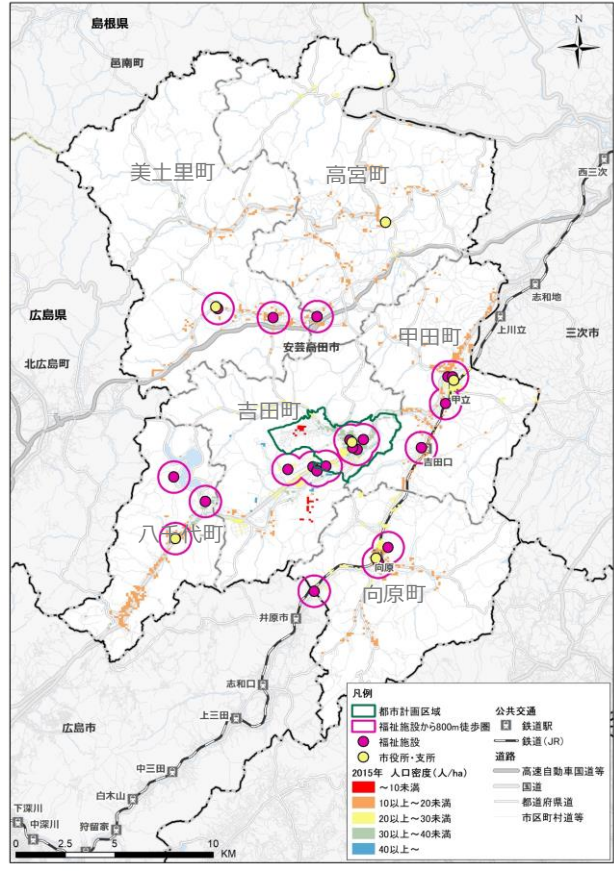 島根県
邑南町
N
美土里町
高宮町
西三次
志和地
広島県
安芸高田市
甲田町
上川立
三次市
北広島町
甲立
吉田町
吉田口
八千代町
向原
向原町
井原市
志和口
広島市
上三田
中三田
白木山
下深川
中深川
狩留家
0 2.5 5 10
KM
凡例
都市計画区域
福祉施設から800m徒歩圏
福祉施設
市役所・支所
2015年 人口密度(人/ha)
~10未満
10以上~20未満
20以上~30未満
30以上~40未満
40以上~
公共交通
鉄道駅
鉄道(JR)
道路
高速自動車国道等
国道
都道府県道
市区町村道等